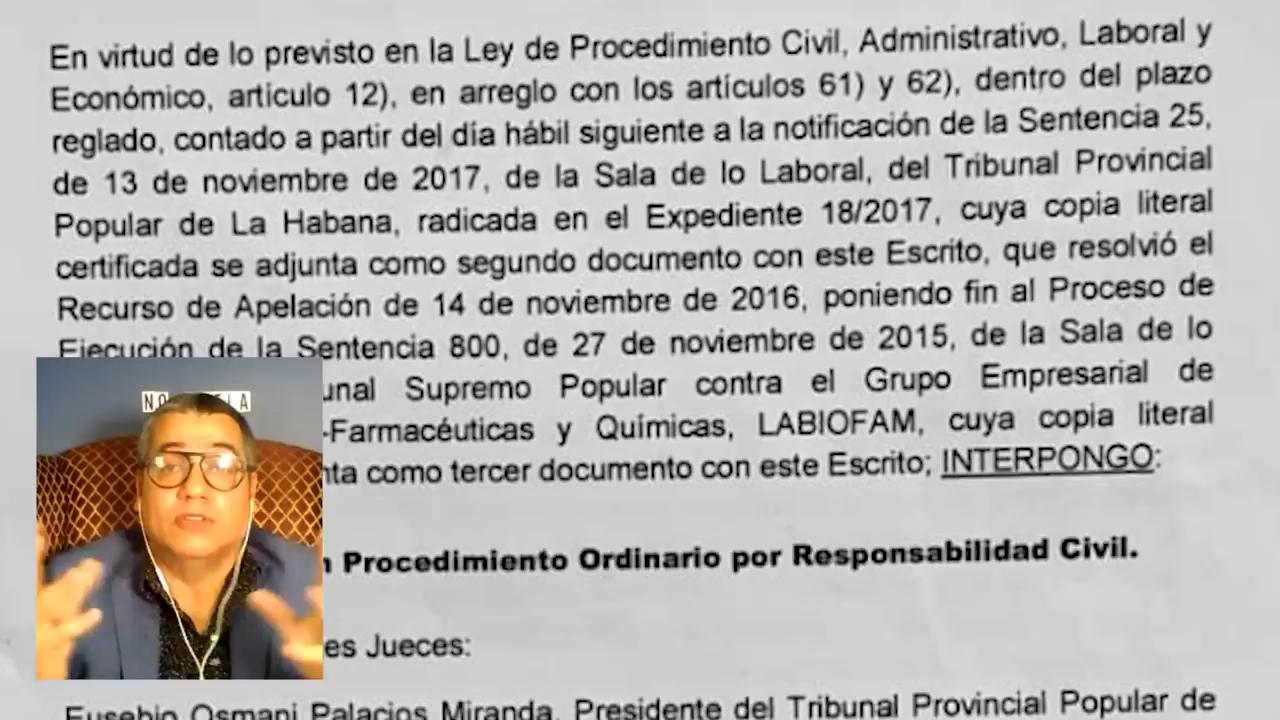 En virtud de lo previsto en la Ley de Procedimiento Civil, Administrativo, Laboral y
Económico, artículo 12), en arreglo con los artículos 61) y 62), dentro del plazo
reglado, contado a partir del día hábil siguiente a la notificación de la Sentencia 25,
de 13 de noviembre de 2017, de la Sala de lo Laboral, del Tribunal Provincial
Popular de La Habana, radicada en el Expediente 18/2017, cuya copia literal
certificada se adjunta como segundo documento con este Escrito, que resolvió el
Recurso de Apelación de 14 de noviembre de 2016, poniendo fin al Proceso de
Ejecución de la Sentencia 800, de 27 de noviembre de 2015, de la Sala de lo
unal Supremo Popular contra el Grupo Empresarial de
-Farmacéuticas y Químicas, LABIOFAM, cuya copia literal
nta como tercer documento con este Escrito; INTERPONGO:
Procedimiento Ordinario por Responsabilidad Civil.
es Jueces:
Eusebio Osmani Palacios Miranda, Presidente del Tribunal Provincial Popular de